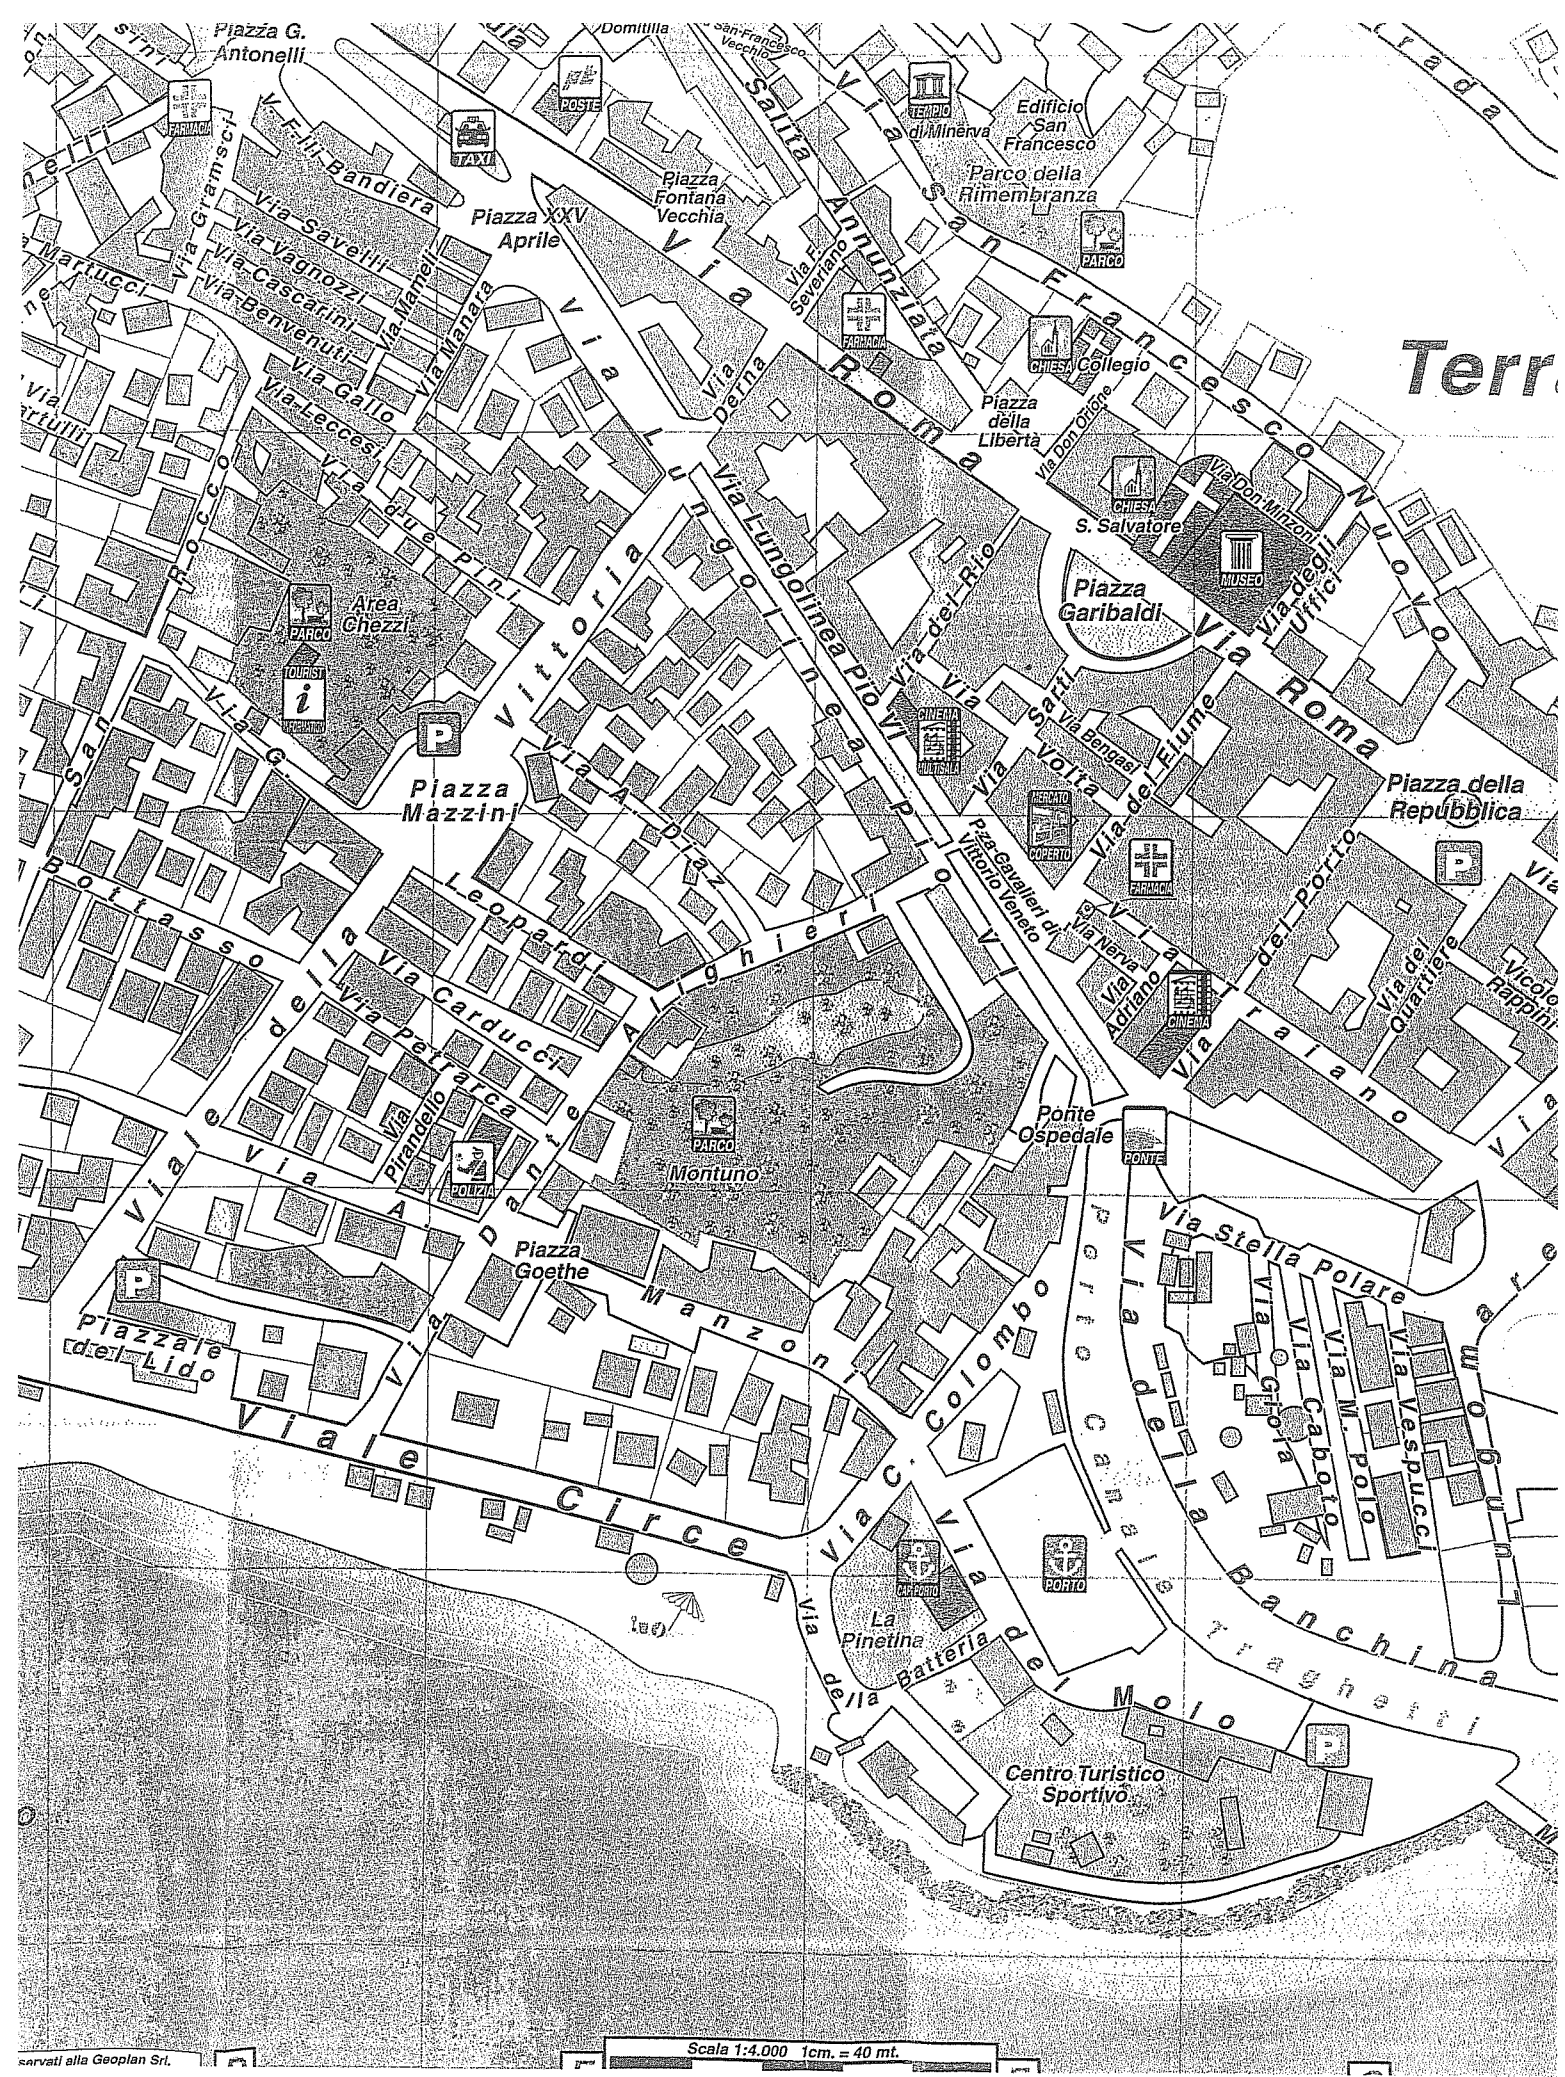 Piazza G.
Antonelli
FARMACIA
V. F.lli Bandiera
Via Gramsci
TAXI
POSTE
Domitilla
San Francesco
Vecchio
Salita Annunziata
Via San Francesco Nuovo
TEMPIO
di Minerva
Edificio
San
Francesco
Parco della
Rimembranza
PARCO
Piazza
Fontana
Vecchia
Piazza XXV
Aprile
Via Savelli
Via Vagnozzi
Via Cascarini
Via Benvenuti
Via Mameli
Via Manara
Martucci
Via Gallo
Via Leccesi
Via due Pini
Via F.
Severiano
FARMACIA
Via Roma
Via
Derna
CHIESA
Collegio
Piazza
della
Libertà
Via Don Orione
CHIESA
S. Salvatore
Via Don Minzoni
MUSEO
Via degli
Uffici
Piazza
Garibaldi
Via Lungolinea Pio VI
Via Lungolinea Pio VI
Via del Rio
San Rocco
Area
Chezzi
PARCO
TOURIST
i
INFORMATION
Via G.
P
Piazza
Mazzini
Viale della Vittoria
Via A. Diaz
CINEMA
MULTISALA
Via Volta
Via Sarti
Via Bengasi
Via del Fiume
MERCATO
COPERTO
Via Roma
Piazza della
Repubblica
P
FARMACIA
P.za Cavalieri di
Vittorio Veneto
Via Nerva
Via
Adriano
CINEMA
Via Traiano
Via del Porto
Via del
Quartiere
Vicolo
Rappini
Via
Bottasso
Leopardi
Via Carducci
Via Petrarca
Via
Pirandello
POLIZIA
Via Dante Alighieri
PARCO
Montuno
Ponte
Ospedale
PONTE
Via A. Manzoni
Piazza
Goethe
P
Piazzale
del Lido
Viale Circe
Via C. Colombo
Porto Canale Traghetti
Via della Banchina
Via Stella Polare
Via Gioia
Via Caboto
Via M. Polo
Via Vespucci
Lungomare
CAP. PORTO
PORTO
La
Pinetina
Via della Batteria
Via del Molo
P
Centro Turistico
Sportivo
Scala 1:4.000 1cm. = 40 mt.
servati alla Geoplan Srl.